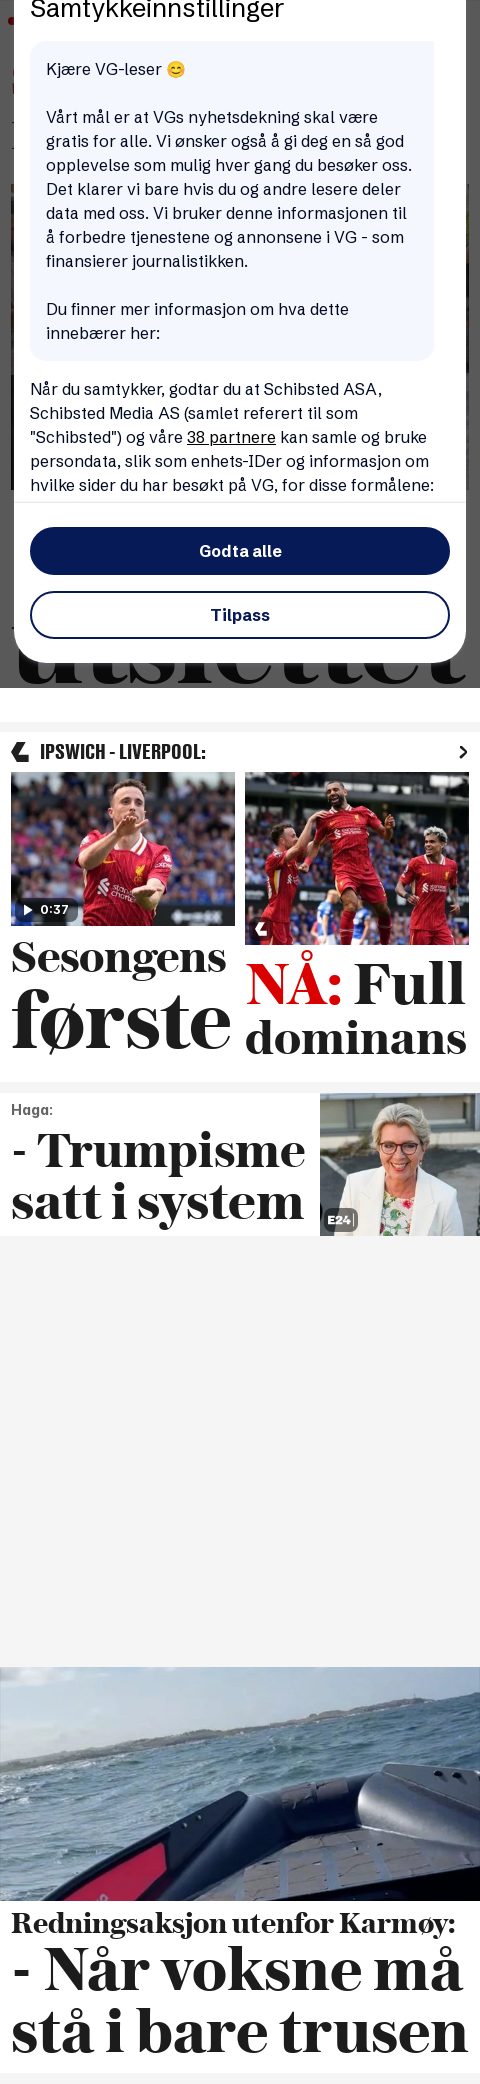 Samtykkeinnstillinger
Kjære VG-leser 😊
Vårt mål er at VGs nyhetsdekning skal være
gratis for alle. Vi ønsker også å gi deg en så god
opplevelse som mulig hver gang du besøker oss.
Det klarer vi bare hvis du og andre lesere deler
data med oss. Vi bruker denne informasjonen til
å forbedre tjenestene og annonsene i VG - som
finansierer journalistikken.
Du finner mer informasjon om hva dette
innebærer her:
Når du samtykker, godtar du at Schibsted ASA,
Schibsted Media AS (samlet referert til som
"Schibsted") og våre 38 partnere kan samle og bruke
persondata, slik som enhets-IDer og informasjon om
hvilke sider du har besøkt på VG, for disse formålene:
Godta alle
Tilpass
utslettet
IPSWICH - LIVERPOOL:
0:37
Sesongens
første
NÅ: Full
dominans
Haga:
- Trumpisme
satt i system
E24
Redningsaksjon utenfor Karmøy:
- Når voksne må
stå i bare trusen